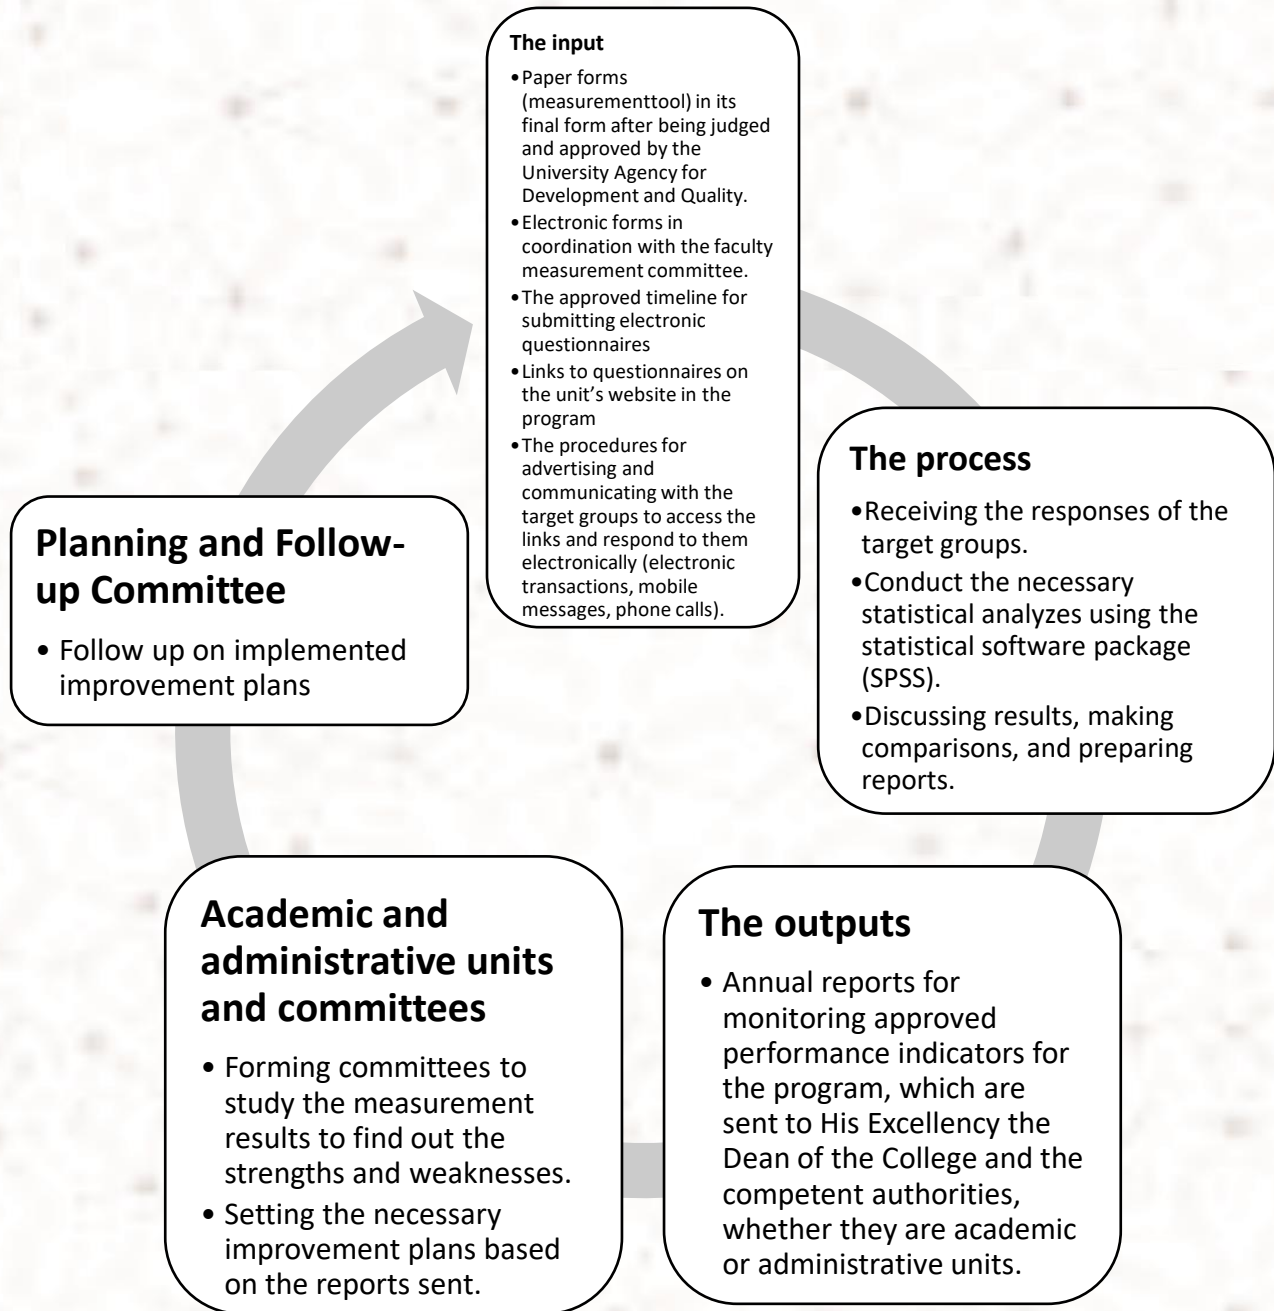 The input
•Paper forms
(measurementtool) in its
final form after being judged
and approved by the
University Agency for
Development and Quality.
•Electronic forms in
coordination with the faculty
measurement committee.
•The approved timeline for
submitting electronic
questionnaires
•Links to questionnaires on
the unit’s website in the
program
•The procedures for
advertising and
communicating with the
target groups to access the
links and respond to them
electronically (electronic
transactions, mobile
messages, phone calls).
The process
•Receiving the responses of the
target groups.
•Conduct the necessary
statistical analyzes using the
statistical software package
(SPSS).
•Discussing results, making
comparisons, and preparing
reports.
The outputs
• Annual reports for
monitoring approved
performance indicators for
the program, which are
sent to His Excellency the
Dean of the College and the
competent authorities,
whether they are academic
or administrative units.
Academic and
administrative units
and committees
• Forming committees to
study the measurement
results to find out the
strengths and weaknesses.
• Setting the necessary
improvement plans based
on the reports sent.
Planning and Follow-
up Committee
• Follow up on implemented
improvement plans